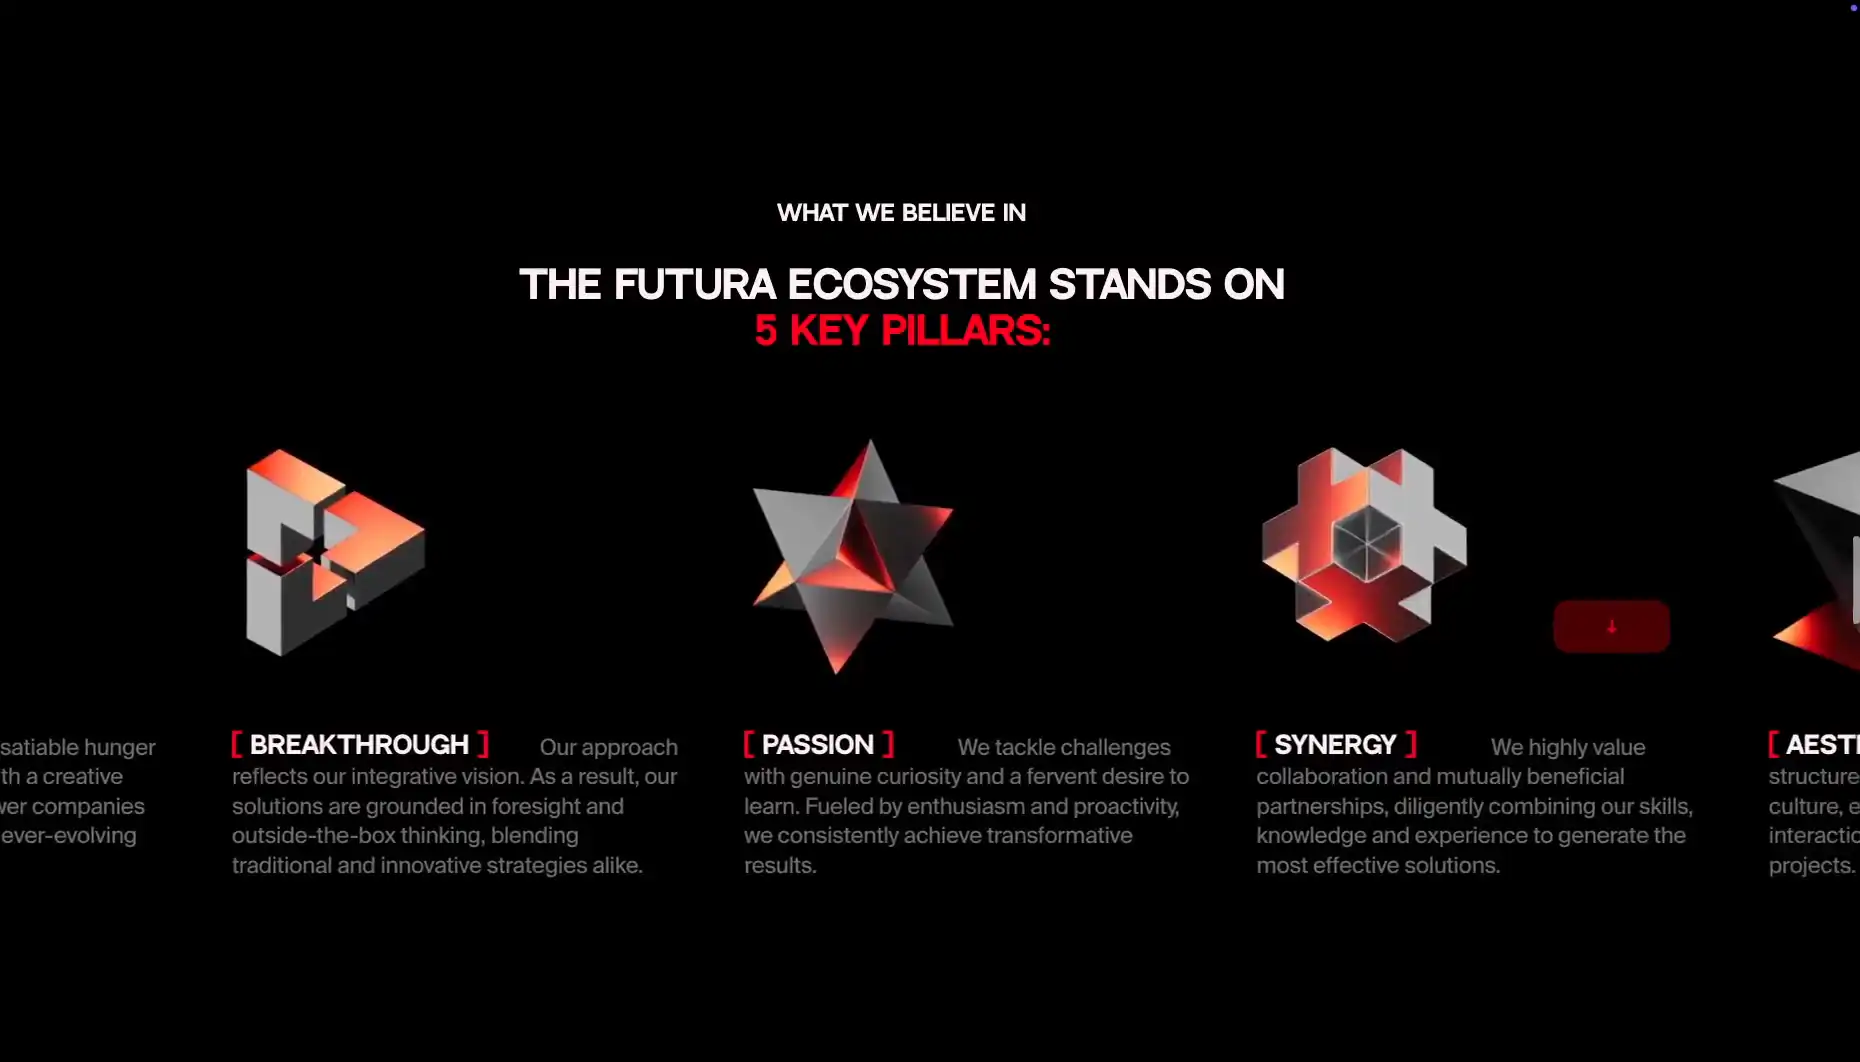 WHAT WE BELIEVE IN
THE FUTURA ECOSYSTEM STANDS ON
5 KEY PILLARS:
satiable hunger
th a creative
wer companies
ever-evolving
[ BREAKTHROUGH ] Our approach
reflects our integrative vision. As a result, our
solutions are grounded in foresight and
outside-the-box thinking, blending
traditional and innovative strategies alike.
[ PASSION ] We tackle challenges
with genuine curiosity and a fervent desire to
learn. Fueled by enthusiasm and proactivity,
we consistently achieve transformative
results.
[ SYNERGY ] We highly value
collaboration and mutually beneficial
partnerships, diligently combining our skills,
knowledge and experience to generate the
most effective solutions.
[ AEST
structure
culture, e
interactio
projects.